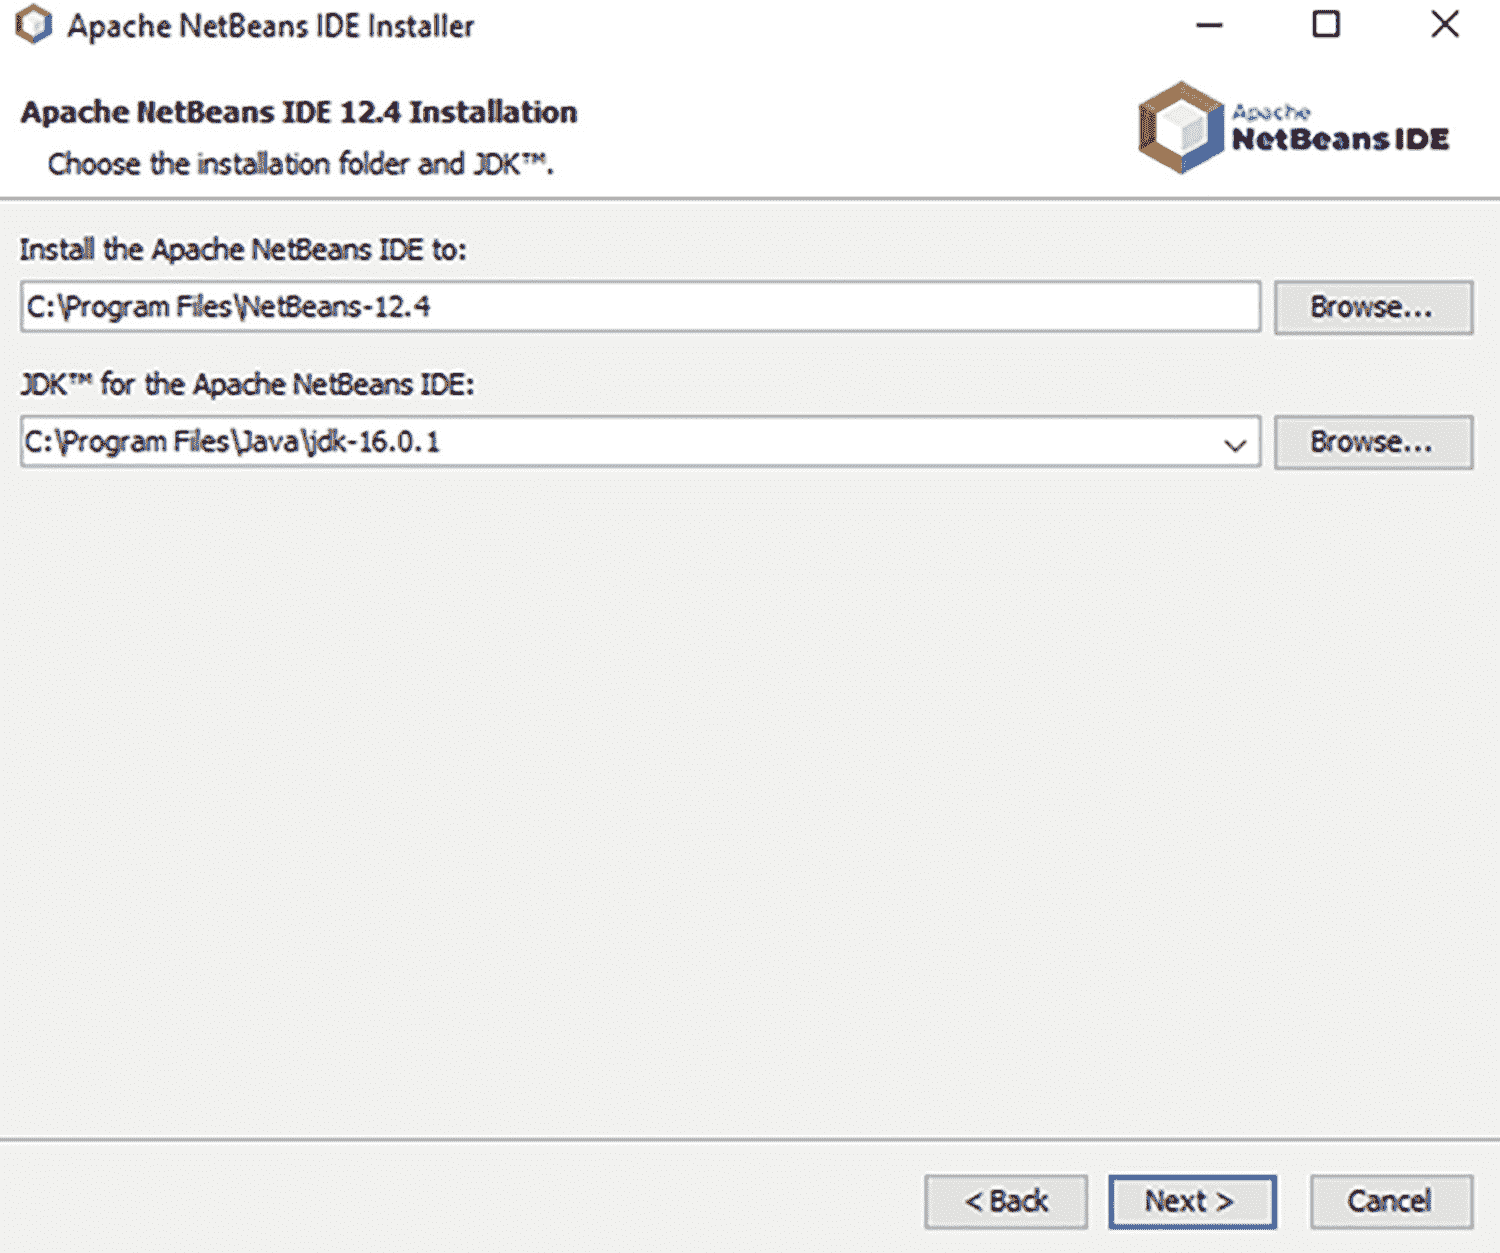 Apache NetBeans IDE Installer
Apache NetBeans IDE 12.4 Installation
Choose the installation folder and JDK™.
Apache
NetBeans IDE
Install the Apache NetBeans IDE to:
C:\Program Files\NetBeans-12.4
Browse...
JDK™ for the Apache NetBeans IDE:
C:\Program Files\Java\jdk-16.0.1
Browse...
< Back
Next >
Cancel